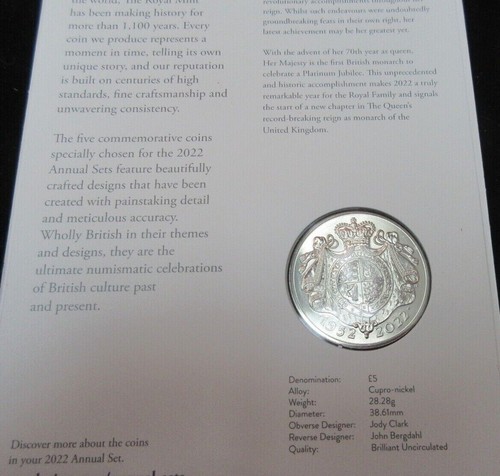 the world. The Royal Mint
has been making history for
more than 1,100 years. Every
coin we produce represents a
moment in time, telling its own
unique story, and our reputation
is built on centuries of high
standards, fine craftsmanship and
unwavering consistency.
The five commemorative coins
specially chosen for the 2022
Annual Sets feature beautifully
crafted designs that have been
created with painstaking detail
and meticulous accuracy.
Wholly British in their themes
and designs, they are the
ultimate numismatic celebrations
of British culture past
and present.
Discover more about the coins
in your 2022 Annual Set.
revolutionary accomplishments throughout her
reign. Whilst such endeavours were undoubtedly
groundbreaking feats in their own right, her
latest achievement may be her greatest yet.
With the advent of her 70th year as queen,
Her Majesty is the first British monarch to
celebrate a Platinum Jubilee. This unprecedented
and historic accomplishment makes 2022 a truly
remarkable year for the Royal Family and signals
the start of a new chapter in The Queen's
record-breaking reign as monarch of the
United Kingdom.
1952 2022
Denomination: £5
Alloy: Cupro-nickel
Weight: 28.28g
Diameter: 38.61mm
Obverse Designer: Jody Clark
Reverse Designer: John Bergdahl
Quality: Brilliant Uncirculated